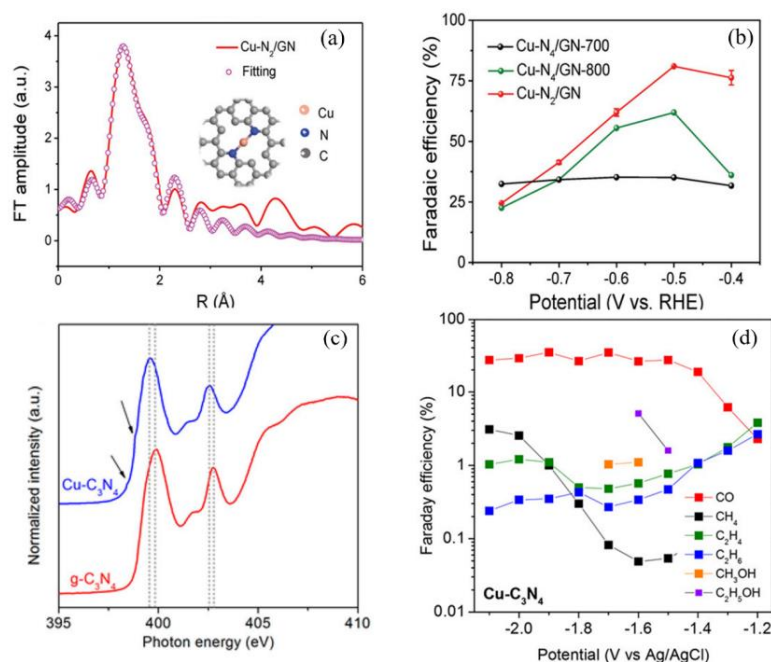 (a)
4
3
2
1
0
FT amplitude (a.u.)
Cu-N₂/GN
Fitting
Cu
N
C
0 1 2 3 4 5 6
R (Å)
(b)
100
75
50
25
0
Faradaic efficiency (%)
Cu-N₄/GN-700
Cu-N₄/GN-800
Cu-N₂/GN
-0.8 -0.7 -0.6 -0.5 -0.4
Potential (V vs. RHE)
(c)
Normalized intensity (a.u.)
Cu-C₃N₄
g-C₃N₄
395 400 405 410
Photon energy (eV)
(d)
100
10
1
0.1
0.01
Faraday efficiency (%)
CO
CH₄
C₂H₄
C₂H₆
CH₃OH
C₂H₅OH
Cu-C₃N₄
-2.0 -1.8 -1.6 -1.4 -1.2
Potential (V vs Ag/AgCl)